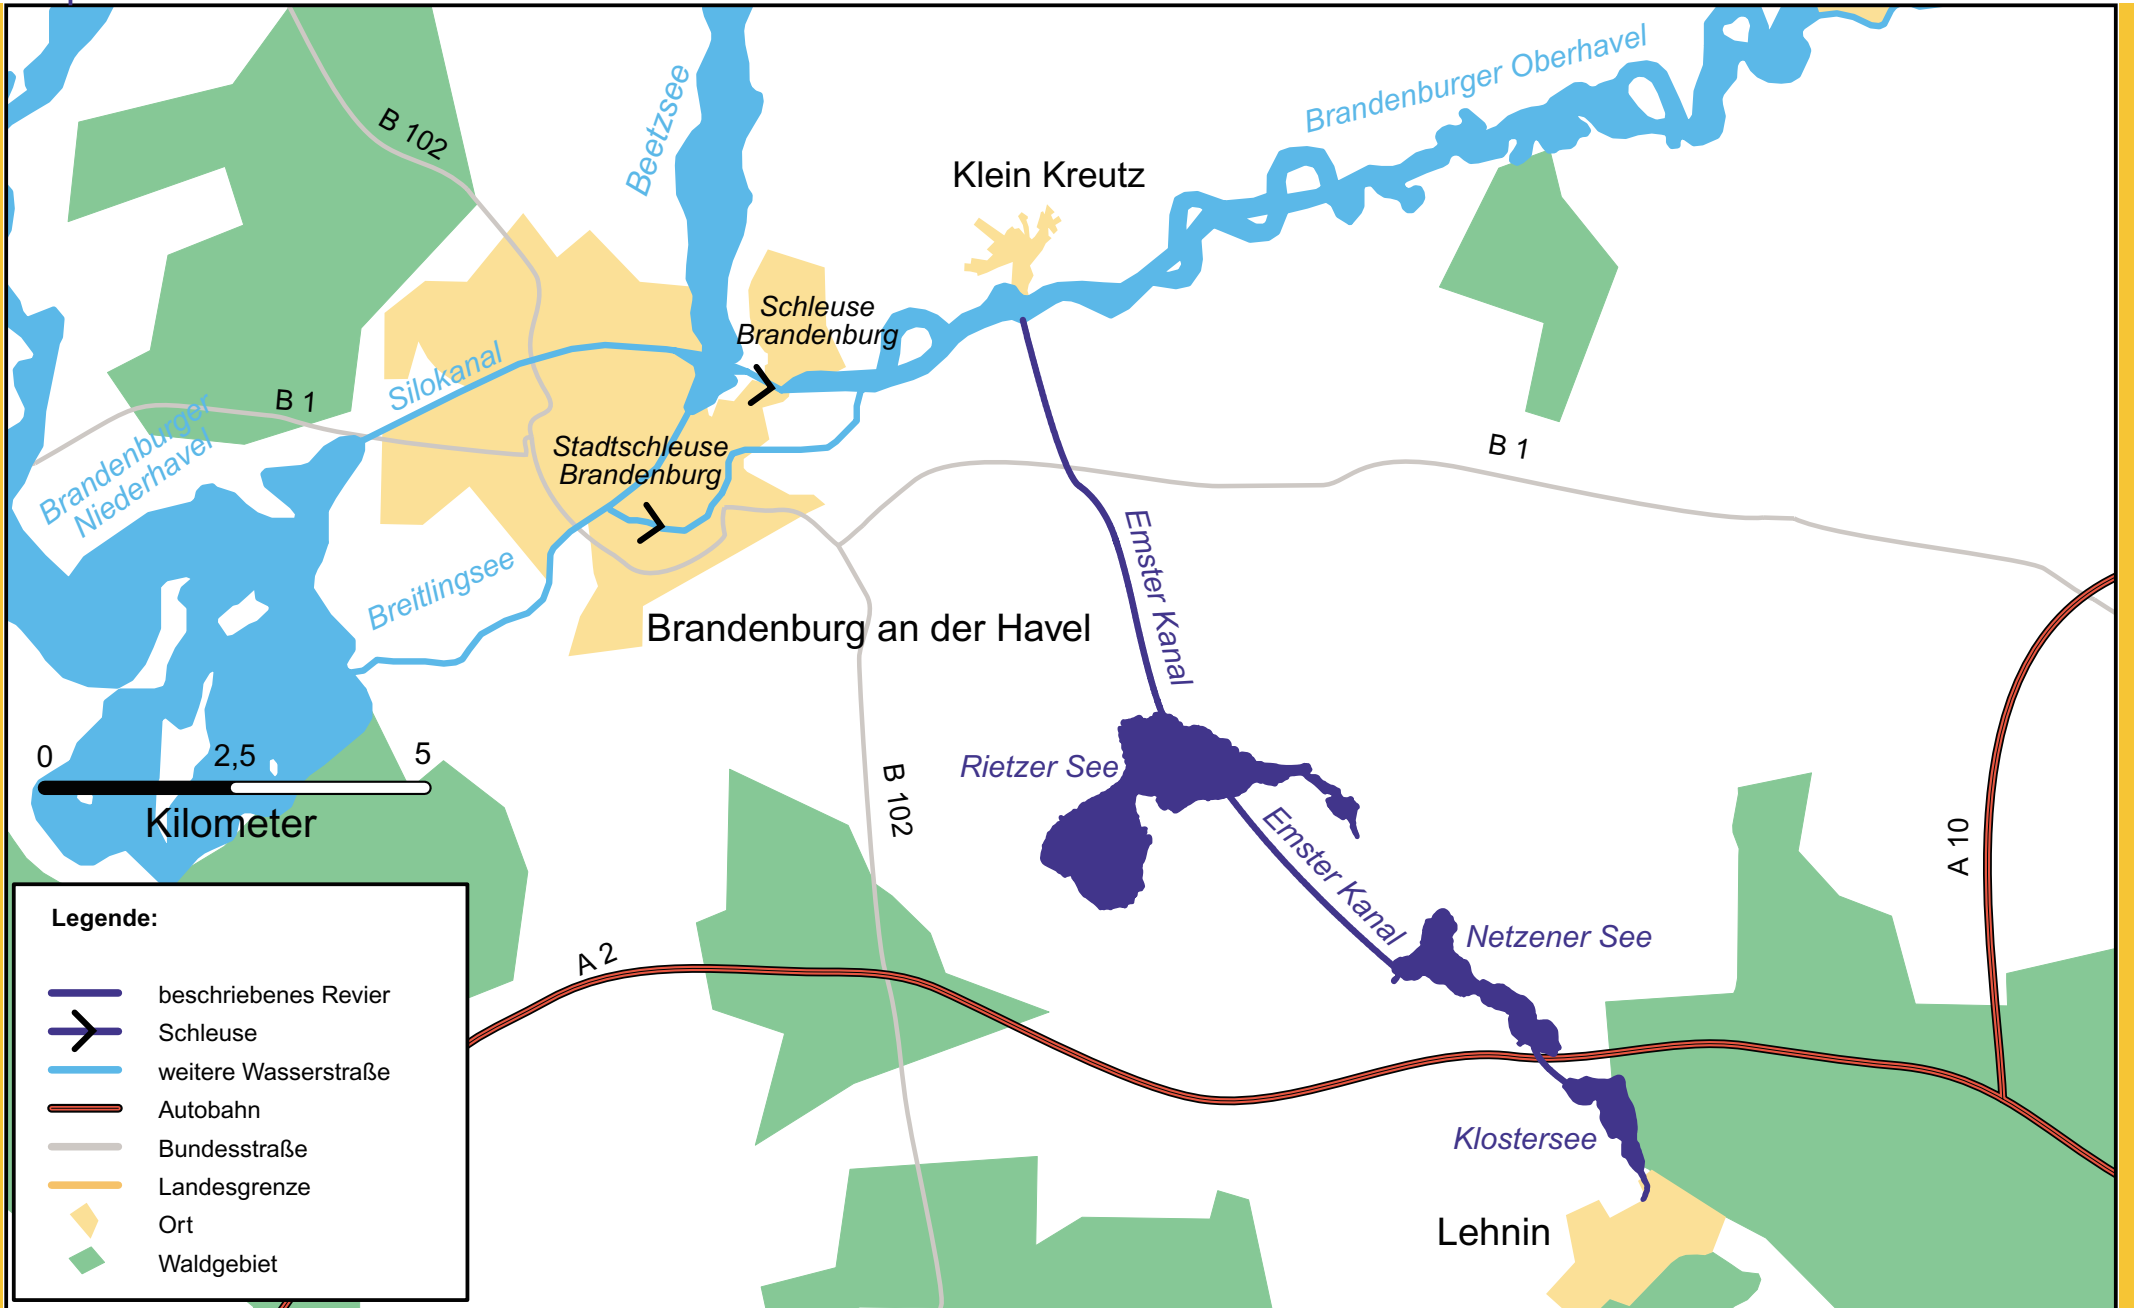 Brandenburger Oberhavel
Beetzsee
B 102
Klein Kreutz
Schleuse
Brandenburg
Silokanal
B 1
Brandenburger
Niederhavel
Stadtschleuse
Brandenburg
B 1
Emster Kanal
Breitlingsee
Brandenburg an der Havel
Rietzer See
0 2,5 5
Kilometer
B 102
Emster Kanal
A 10
Netzener See
A 2
Klostersee
Lehnin
Legende:
beschriebenes Revier
Schleuse
weitere Wasserstraße
Autobahn
Bundesstraße
Landesgrenze
Ort
Waldgebiet